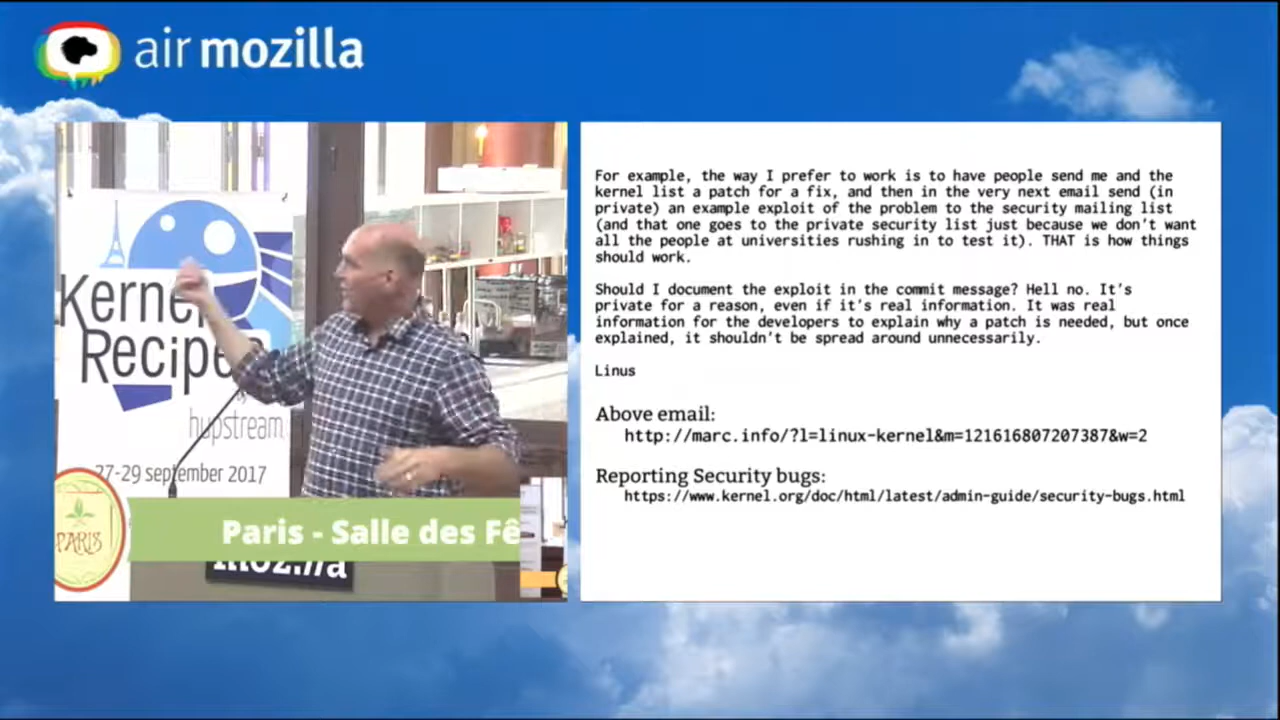 air mozilla
Kerne
Recipe
by
hupstream
27-29 september 2017
PARIS
Paris - Salle des Fê
moz://a
For example, the way I prefer to work is to have people send me and the
kernel list a patch for a fix, and then in the very next email send (in
private) an example exploit of the problem to the security mailing list
(and that one goes to the private security list just because we don't want
all the people at universities rushing in to test it). THAT is how things
should work.
Should I document the exploit in the commit message? Hell no. It's
private for a reason, even if it's real information. It was real
information for the developers to explain why a patch is needed, but once
explained, it shouldn't be spread around unnecessarily.
Linus
Above email:
http://marc.info/?l=linux-kernel&m=121616807207387&w=2
Reporting Security bugs:
https://www.kernel.org/doc/html/latest/admin-guide/security-bugs.html